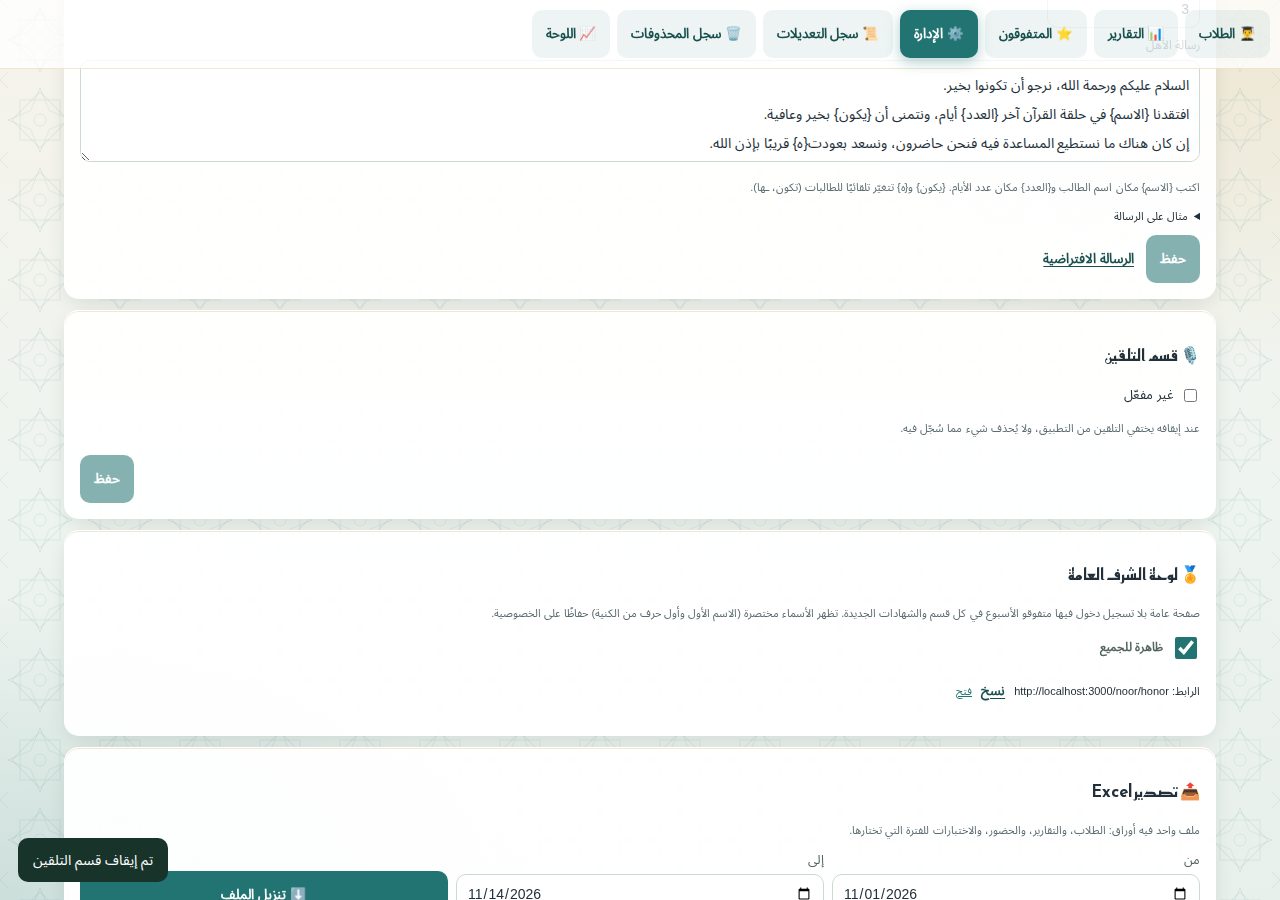 3
👨‍🎓 الطلاب
📊 التقارير
⭐ المتفوقون
⚙️ الإدارة
📜 سجل التعديلات
🗑️ سجل المحذوفات
📈 اللوحة
رسالة الأهل
السلام عليكم ورحمة الله، نرجو أن تكونوا بخير.
افتقدنا {الاسم} في حلقة القرآن آخر {العدد} أيام، ونتمنى أن {يكون} بخير وعافية.
إن كان هناك ما نستطيع المساعدة فيه فنحن حاضرون، ونسعد بعودت{ه} قريبًا بإذن الله.
اكتب {الاسم} مكان اسم الطالب و{العدد} مكان عدد الأيام. {يكون} و{ه} تتغيّر تلقائيًا للطالبات (تكون، ـها).
مثال على الرسالة
حفظ
الرسالة الافتراضية
🎙️ قسم التلقين
غير مفعّل
عند إيقافه يختفي التلقين من التطبيق، ولا يُحذف شيء مما سُجّل فيه.
حفظ
🏅 لوحة الشرف العامة
صفحة عامة بلا تسجيل دخول فيها متفوقو الأسبوع في كل قسم والشهادات الجديدة. تظهر الأسماء مختصرة (الاسم الأول وأول حرف من الكنية) حفاظًا على الخصوصية.
ظاهرة للجميع
الرابط: http://localhost:3000/noor/honor نسخ فتح
📤 تصدير Excel
ملف واحد فيه أوراق: الطلاب، والتقارير، والحضور، والاختبارات للفترة التي تختارها.
من
إلى
11/01/2026
11/14/2026
⬇️ تنزيل الملف
تم إيقاف قسم التلقين